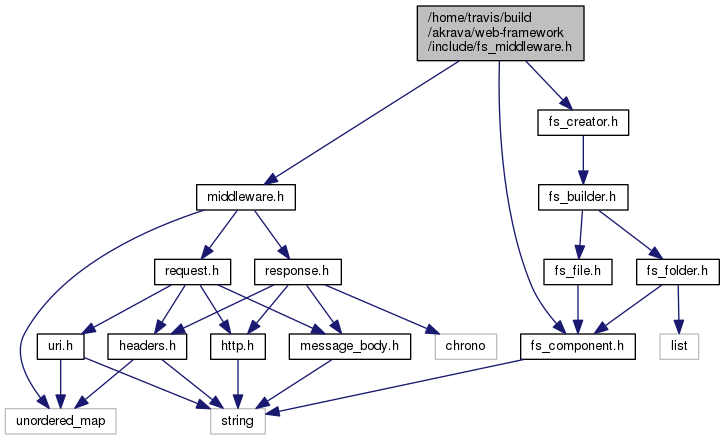 /home/travis/build
/akrava/web-framework
/include/fs_middleware.h
fs_creator.h
middleware.h
fs_builder.h
request.h
response.h
fs_file.h
fs_folder.h
uri.h
headers.h
http.h
message_body.h
chrono
fs_component.h
list
unordered_map
string